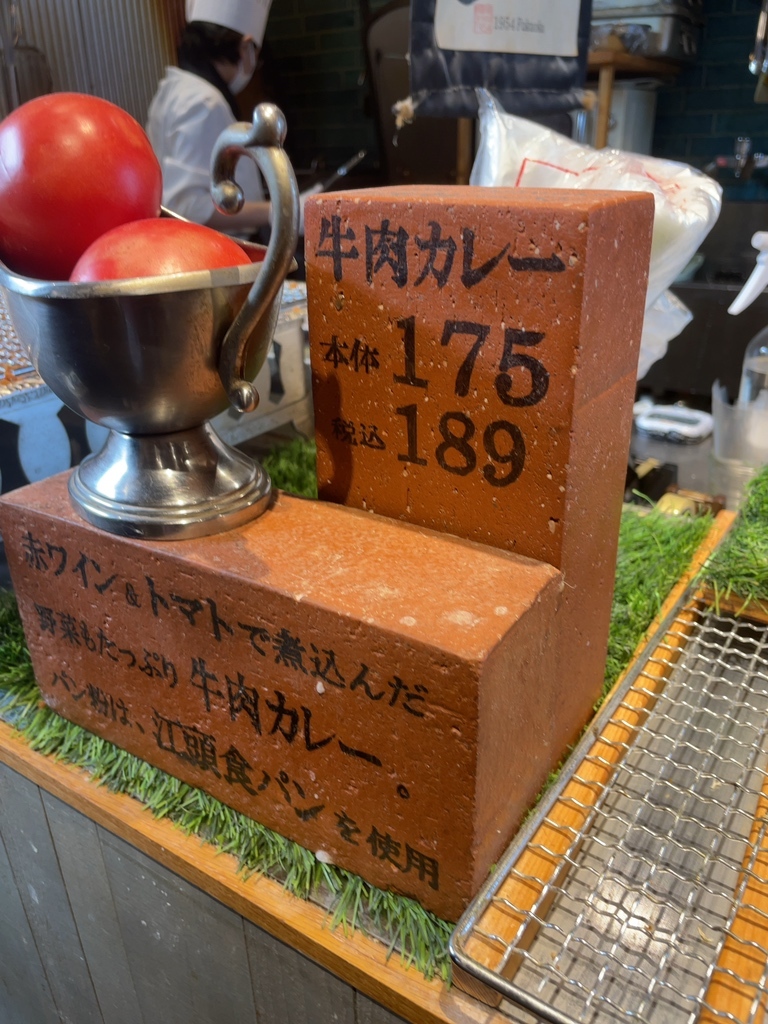 牛肉カレー
本体 175
税込 189
赤ワイン&トマトで煮込んだ
野菜もたっぷり牛肉カレー。
パン粉は、江頭食パンを使用